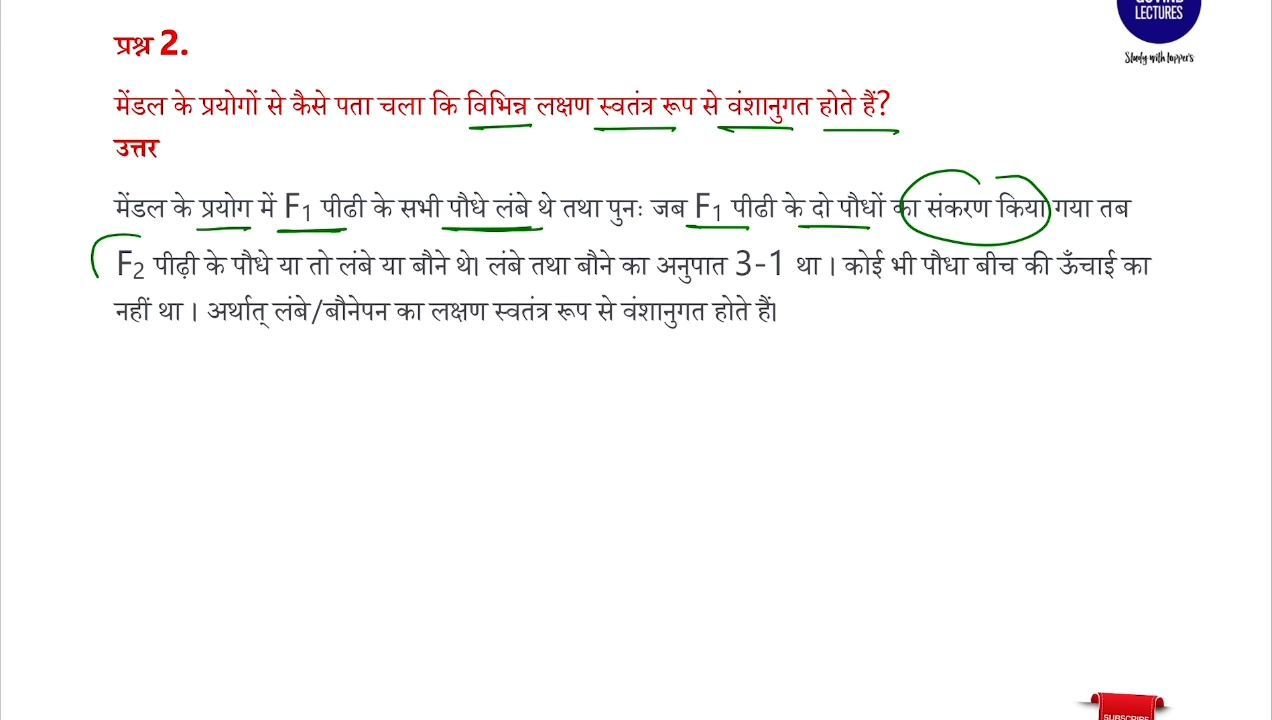 GOVIND
LECTURES
Study with toppers
प्रश्न 2.
मेंडल के प्रयोगों से कैसे पता चला कि विभिन्न लक्षण स्वतंत्र रूप से वंशानुगत होते हैं?
उत्तर
मेंडल के प्रयोग में F1 पीढी के सभी पौधे लंबे थे तथा पुनः जब F1 पीढी के दो पौधों का संकरण किया गया तब
F2 पीढ़ी के पौधे या तो लंबे या बौने थे। लंबे तथा बौने का अनुपात 3-1 था । कोई भी पौधा बीच की ऊँचाई का
नहीं था । अर्थात् लंबे/बौनेपन का लक्षण स्वतंत्र रूप से वंशानुगत होते हैं।
SUBSCRIBE